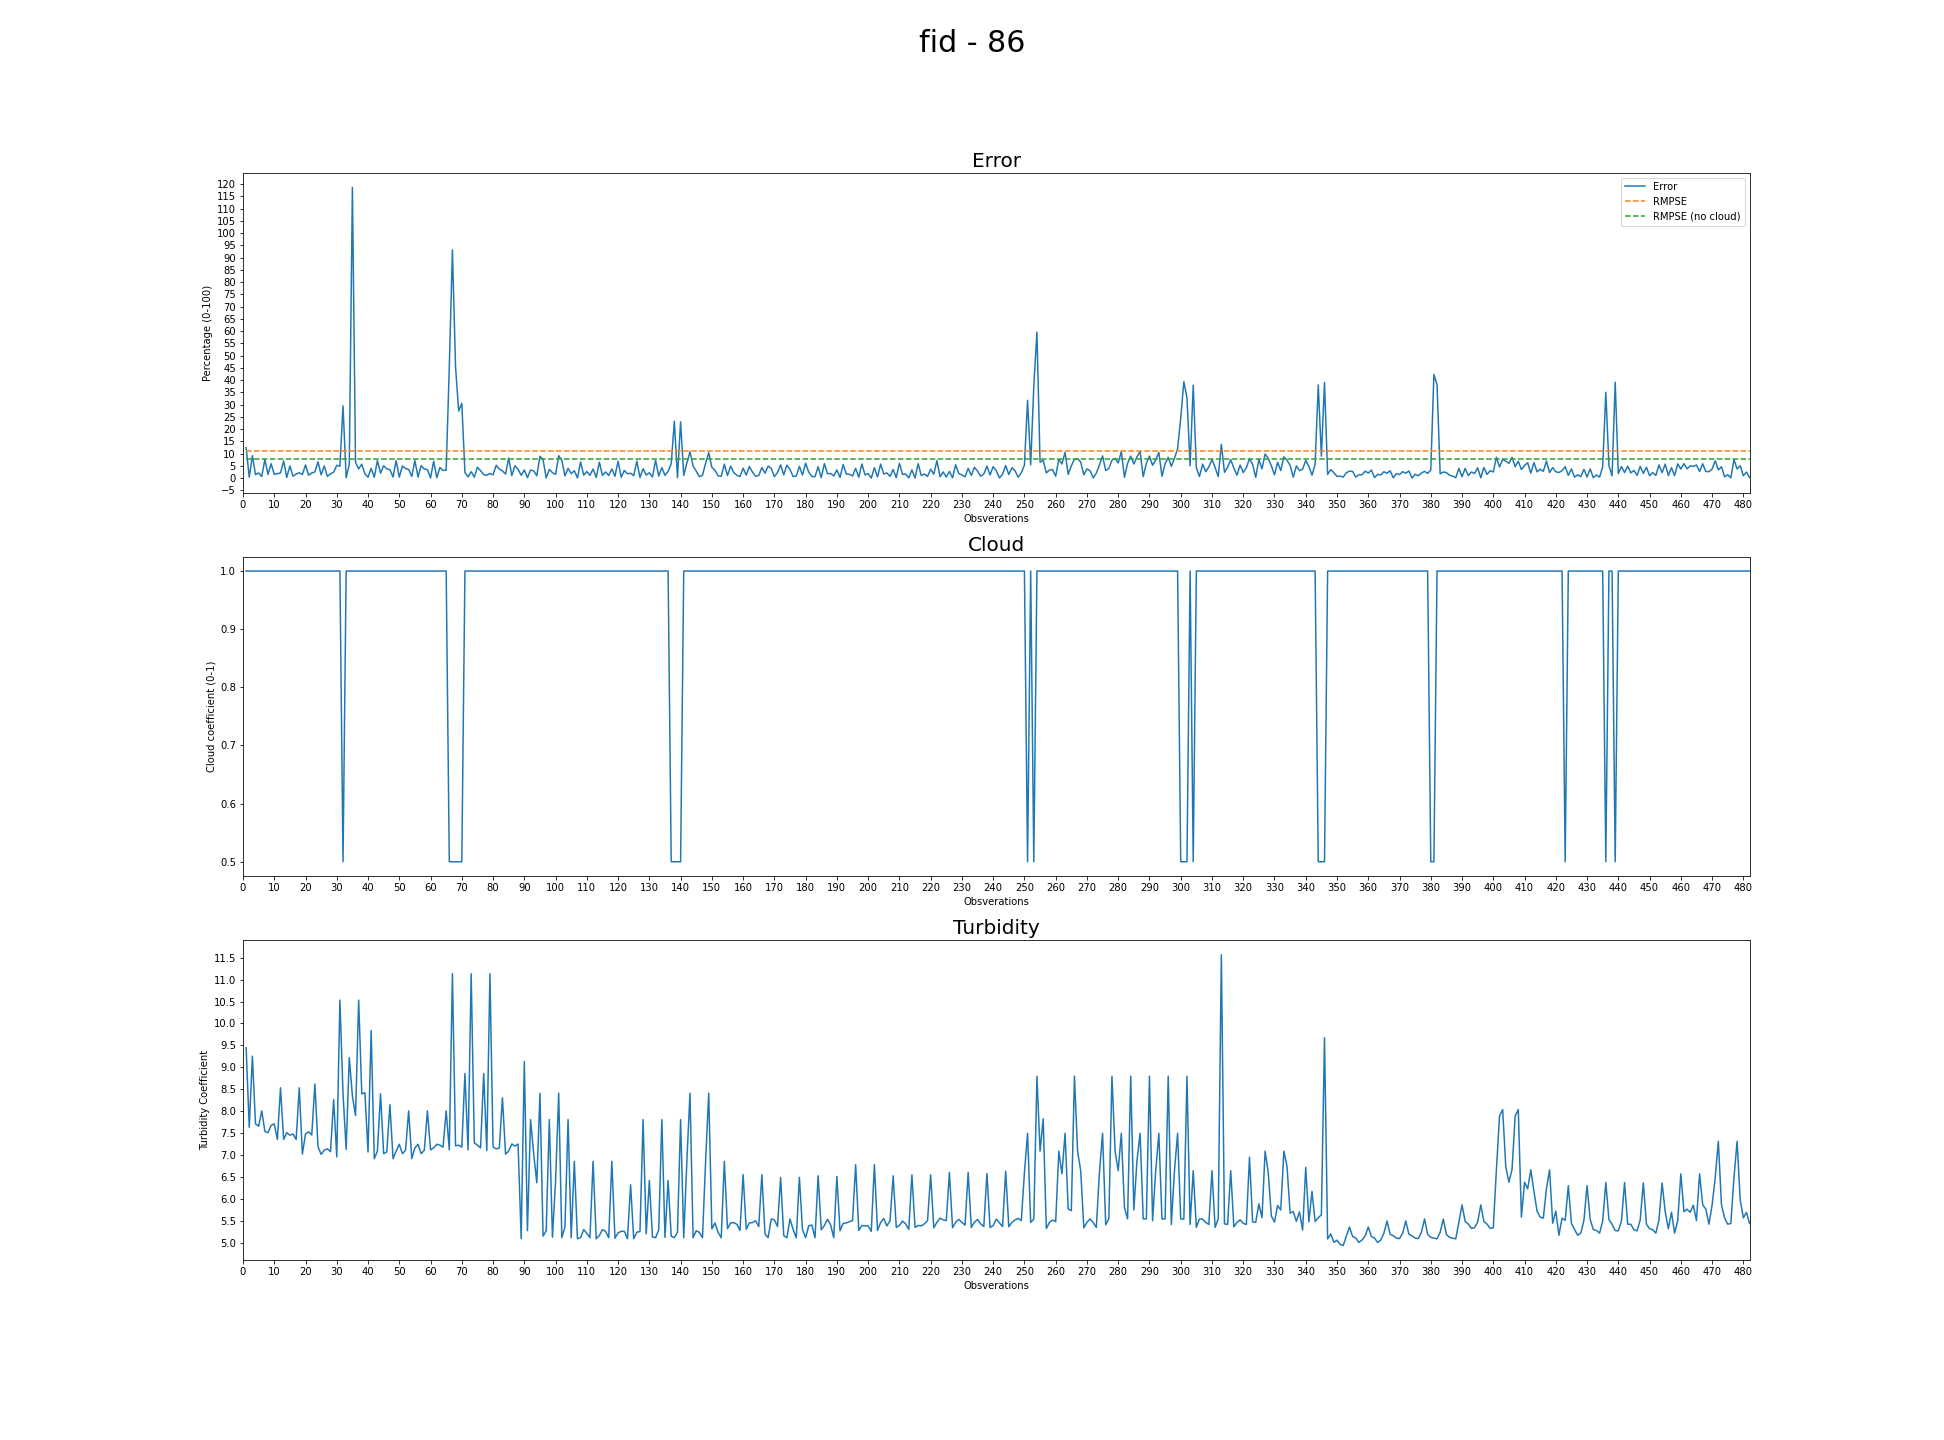 fid - 86
Error
120
115
110
105
100
95
90
85
80
75
70
65
60
55
50
45
40
35
30
25
20
15
10
5
0
−5
Percentage (0-100)
Error
RMPSE
RMPSE (no cloud)
0 10 20 30 40 50 60 70 80 90 100 110 120 130 140 150 160 170 180 190 200 210 220 230 240 250 260 270 280 290 300 310 320 330 340 350 360 370 380 390 400 410 420 430 440 450 460 470 480
Obsverations
Cloud
1.0
0.9
0.8
0.7
0.6
0.5
Cloud coefficient (0-1)
0 10 20 30 40 50 60 70 80 90 100 110 120 130 140 150 160 170 180 190 200 210 220 230 240 250 260 270 280 290 300 310 320 330 340 350 360 370 380 390 400 410 420 430 440 450 460 470 480
Obsverations
Turbidity
11.5
11.0
10.5
10.0
9.5
9.0
8.5
8.0
7.5
7.0
6.5
6.0
5.5
5.0
Turbidity Coefficient
0 10 20 30 40 50 60 70 80 90 100 110 120 130 140 150 160 170 180 190 200 210 220 230 240 250 260 270 280 290 300 310 320 330 340 350 360 370 380 390 400 410 420 430 440 450 460 470 480
Obsverations